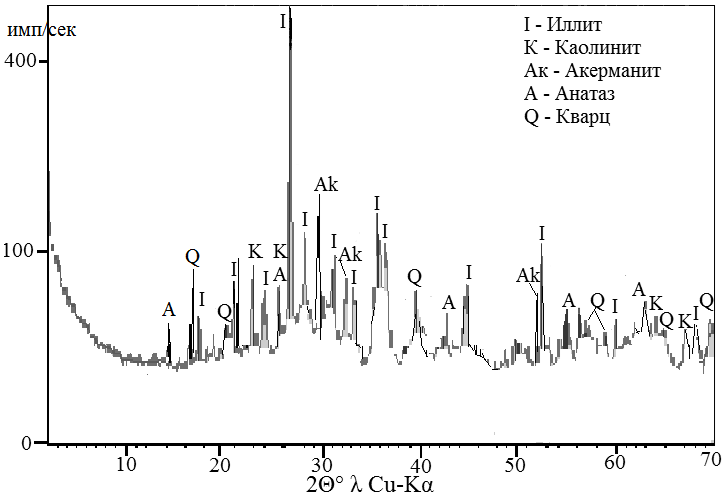 имп/сек
400
100
0
I - Иллит
К - Каолинит
Ак - Акерманит
А - Анатаз
Q - Кварц
I
Ak
I
I
I
K
K
Q
I
I
Ak
I
I
A
A
I
Q
Q
I
I
A
Ak
A
Q
I
A
K
Q
K
I
Q
10
20
30
40
50
60
70
2Θ° λ Cu-Kα